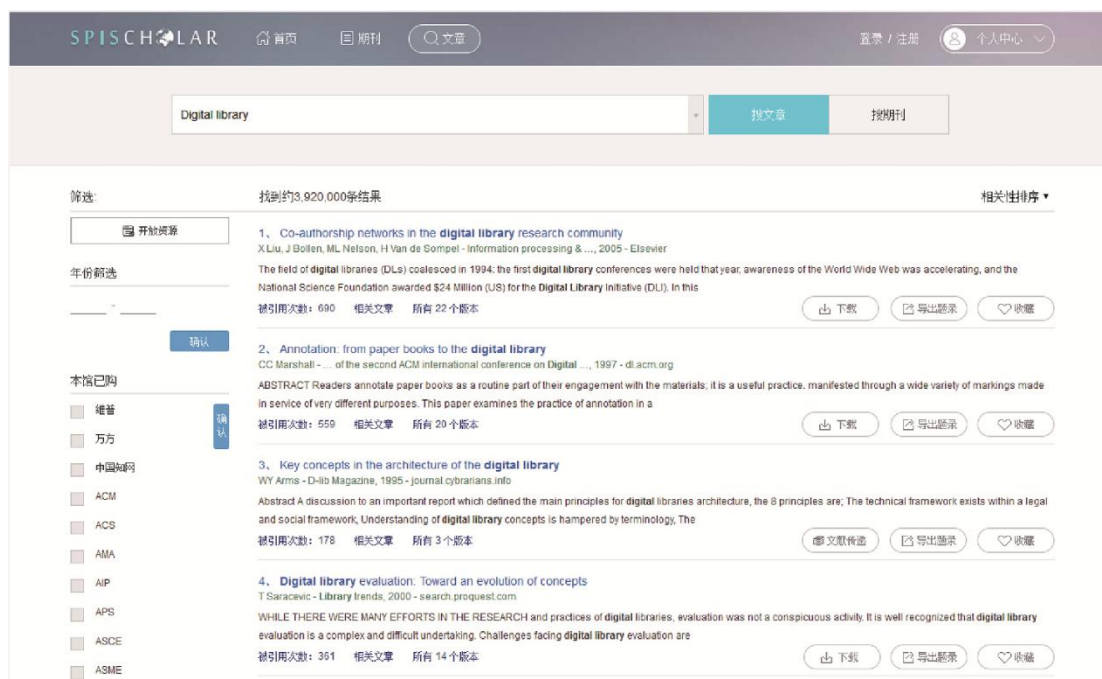 SPISCHOLAR 首页 期刊 文章 登录 / 注册 个人中心
Digital library 搜文章 搜期刊
筛选: 找到约3,920,000条结果 相关性排序
开放资源
1、 Co-authorship networks in the digital library research community
X Liu, J Bollen, ML Nelson, H Van de Sompel - Information processing & ..., 2005 - Elsevier
年份筛选
The field of digital libraries (DLs) coalesced in 1994: the first digital library conferences were held that year, awareness of the World Wide Web was accelerating, and the
National Science Foundation awarded $24 Million (US) for the Digital Library Initiative (DLI). In this
-
被引用次数：690 相关文章 所有 22 个版本 下载 导出题录 收藏
确认
2、 Annotation: from paper books to the digital library
CC Marshall - ... of the second ACM international conference on Digital ..., 1997 - dl.acm.org
本馆已购
ABSTRACT Readers annotate paper books as a routine part of their engagement with the materials; it is a useful practice. manifested through a wide variety of markings made
in service of very different purposes. This paper examines the practice of annotation in a
维普
确认
被引用次数：559 相关文章 所有 20 个版本 下载 导出题录 收藏
万方
3、 Key concepts in the architecture of the digital library
中国知网
WY Arms - D-lib Magazine, 1995 - journal.cybrarians.info
ACM
Abstract A discussion to an important report which defined the main principles for digital libraries architecture, the 8 principles are; The technical framework exists within a legal
and social framework, Understanding of digital library concepts is hampered by terminology, The
ACS
被引用次数：178 相关文章 所有 3 个版本 文献传递 导出题录 收藏
AMA
AIP
4、 Digital library evaluation: Toward an evolution of concepts
T Saracevic - Library trends, 2000 - search.proquest.com
APS
WHILE THERE WERE MANY EFFORTS IN THE RESEARCH and practices of digital libraries, evaluation was not a conspicuous activity. It is well recognized that digital library
evaluation is a complex and difficult undertaking. Challenges facing digital library evaluation are
ASCE
被引用次数：361 相关文章 所有 14 个版本 下载 导出题录 收藏
ASME